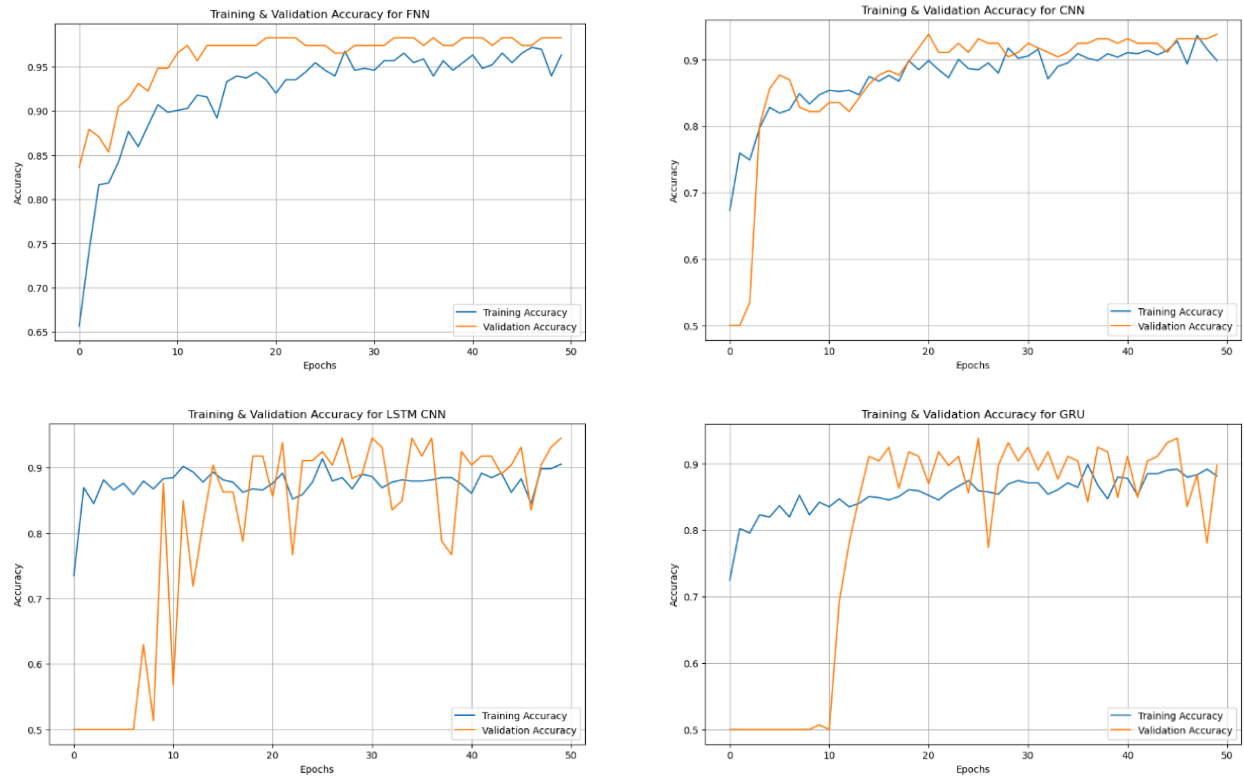 Training & Validation Accuracy for FNN
Accuracy
0.95
0.90
0.85
0.80
0.75
0.70
0.65
0 10 20 30 40 50
Epochs
Training Accuracy
Validation Accuracy
Training & Validation Accuracy for CNN
Accuracy
0.9
0.8
0.7
0.6
0.5
0 10 20 30 40 50
Epochs
Training Accuracy
Validation Accuracy
Training & Validation Accuracy for LSTM CNN
Accuracy
0.9
0.8
0.7
0.6
0.5
0 10 20 30 40 50
Epochs
Training Accuracy
Validation Accuracy
Training & Validation Accuracy for GRU
Accuracy
0.9
0.8
0.7
0.6
0.5
0 10 20 30 40 50
Epochs
Training Accuracy
Validation Accuracy